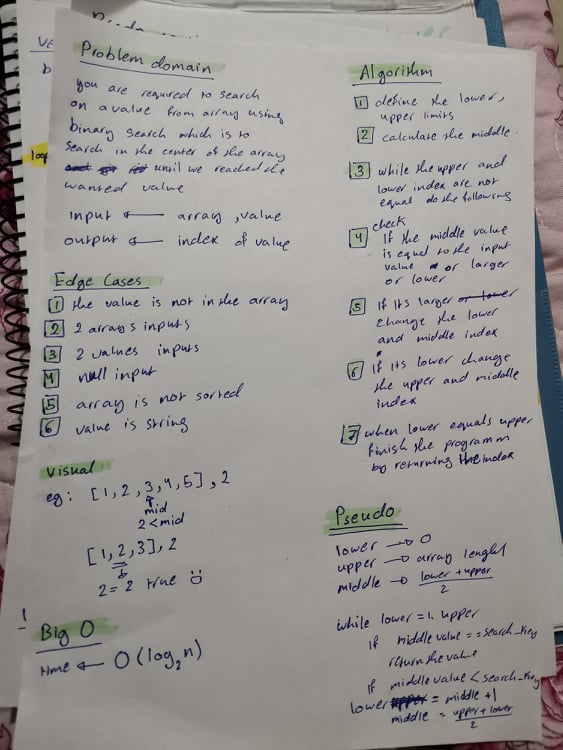 Problem domain
you are required to search
on a value from array using
binary search which is to
search in the center of the array
until we reached the
wanted value
input ← array , value
output ← index of value
Edge Cases
1 the value is not in the array
2 2 arrays inputs
3 2 values inputs
4 null input
5 array is not sorted
6 value is string
Visual
eg: [1, 2, 3, 4, 5] , 2
mid
2 < mid
[1, 2, 3] , 2
2 = 2 true
Big O
time ← O (log₂ n)
Algorithm
1 define the lower,
upper limits
2 calculate the middle.
3 while the upper and
lower index are not
equal do the following
4 check
If the middle value
is equal to the input
value or larger
or lower
5 if its larger or lower
change the lower
and middle index
6 if its lower change
the upper and middle
index
7 when lower equals upper
finish the programm
by returning the index
Pseudo
lower → 0
upper → array lenght
middle → lower + upper / 2
while lower != upper
If middle value == search_key
return the value
If middle value < search_key
lower upper = middle +1
middle = upper + lower / 2
loop